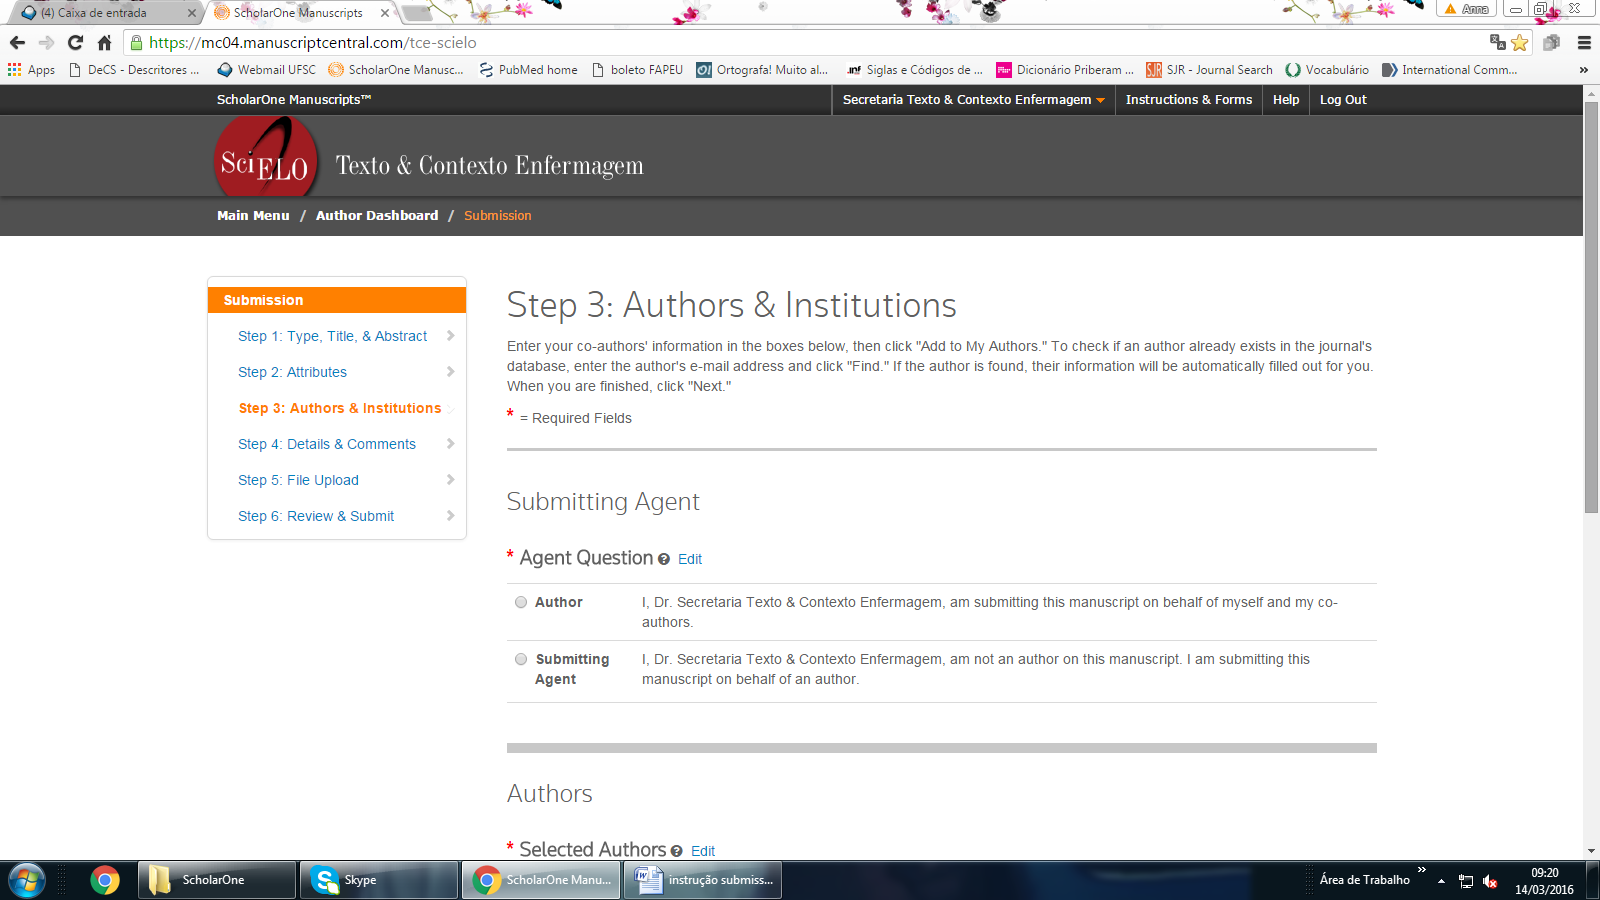 (4) Caixa de entrada
ScholarOne Manuscripts
Anna
https://mc04.manuscriptcentral.com/tce-scielo
Apps
DeCS - Descritores ...
Webmail UFSC
ScholarOne Manusc...
PubMed home
boleto FAPEU
Ortografa! Muito al...
Siglas e Códigos de ...
Dicionário Priberam ...
SJR - Journal Search
Vocabulário
International Comm...
»
ScholarOne Manuscripts™
Secretaria Texto & Contexto Enfermagem
Instructions & Forms
Help
Log Out
SciELO
Texto & Contexto Enfermagem
Main Menu / Author Dashboard / Submission
Submission
Step 1: Type, Title, & Abstract
Step 2: Attributes
Step 3: Authors & Institutions
Step 4: Details & Comments
Step 5: File Upload
Step 6: Review & Submit
Step 3: Authors & Institutions
Enter your co-authors' information in the boxes below, then click "Add to My Authors." To check if an author already exists in the journal's
database, enter the author's e-mail address and click "Find." If the author is found, their information will be automatically filled out for you.
When you are finished, click "Next."
* = Required Fields
Submitting Agent
* Agent Question Edit
Author
I, Dr. Secretaria Texto & Contexto Enfermagem, am submitting this manuscript on behalf of myself and my co-
authors.
Submitting
Agent
I, Dr. Secretaria Texto & Contexto Enfermagem, am not an author on this manuscript. I am submitting this
manuscript on behalf of an author.
Authors
* Selected Authors Edit
ScholarOne
Skype
ScholarOne Manu...
instrução submiss...
Área de Trabalho »
09:20
14/03/2016